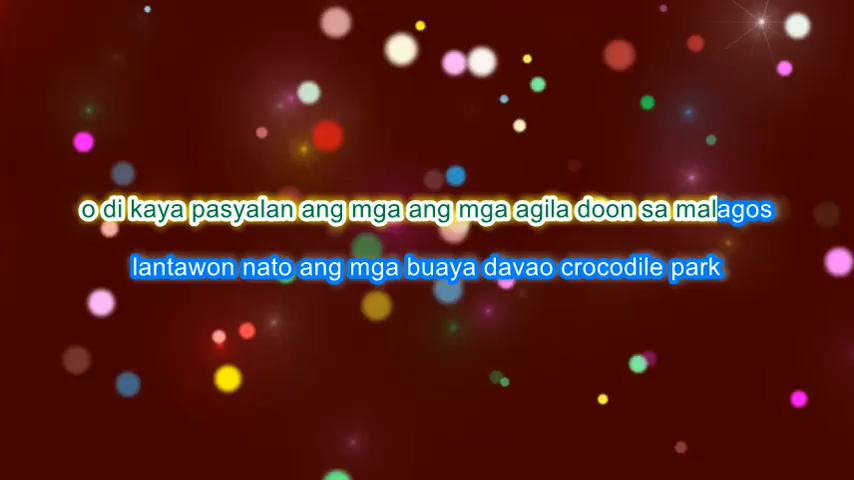 o di kaya pasyalan ang mga ang mga agila doon sa malagos
lantawon nato ang mga buaya davao crocodile park